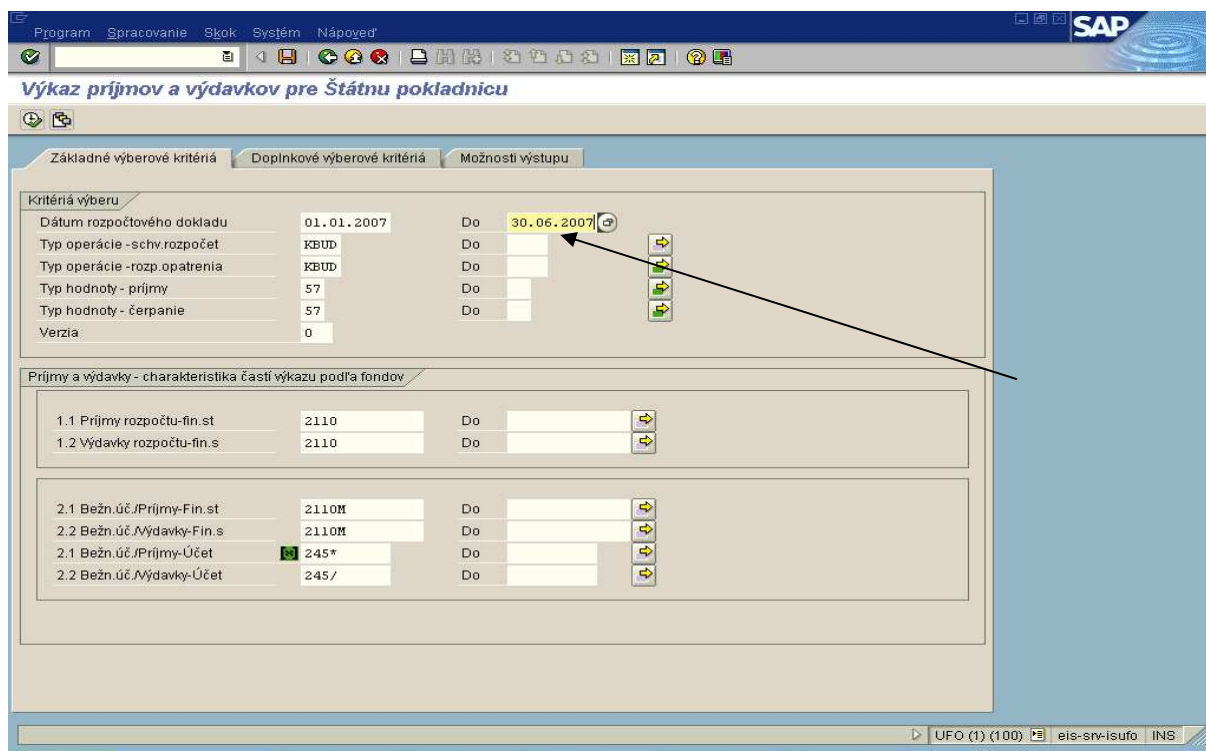 Program Spracovanie Skok Systém Nápoveď
SAP
Výkaz príjmov a výdavkov pre Štátnu pokladnicu
Základné výberové kritériá Doplnkové výberové kritériá Možnosti výstupu
Kritériá výberu
Dátum rozpočtového dokladu 01.01.2007 Do 30.06.2007
Typ operácie -schv.rozpočet KBUD Do
Typ operácie -rozp.opatrenia KBUD Do
Typ hodnoty - príjmy 57 Do
Typ hodnoty - čerpanie 57 Do
Verzia 0
Príjmy a výdavky - charakteristika častí výkazu podľa fondov
1.1 Príjmy rozpočtu-fin.st 2110 Do
1.2 Výdavky rozpočtu-fin.s 2110 Do
2.1 Bežn.úč./Príjmy-Fin.st 2110M Do
2.2 Bežn.úč./Výdavky-Fin.s 2110M Do
2.1 Bežn.úč./Príjmy-Účet 245* Do
2.2 Bežn.úč./Výdavky-Účet 245/ Do
UFO (1) (100) eis-srv-isufo INS